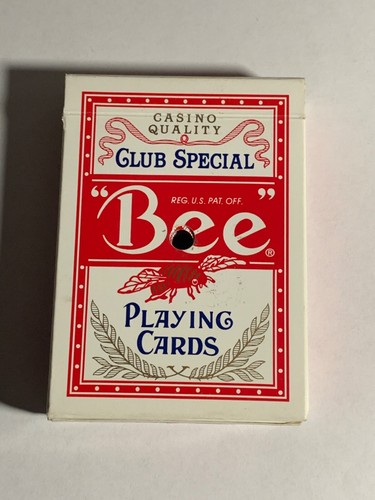 CASINO
QUALITY
CLUB SPECIAL
REG. U.S. PAT. OFF.
“Bee”®
PLAYING
CARDS